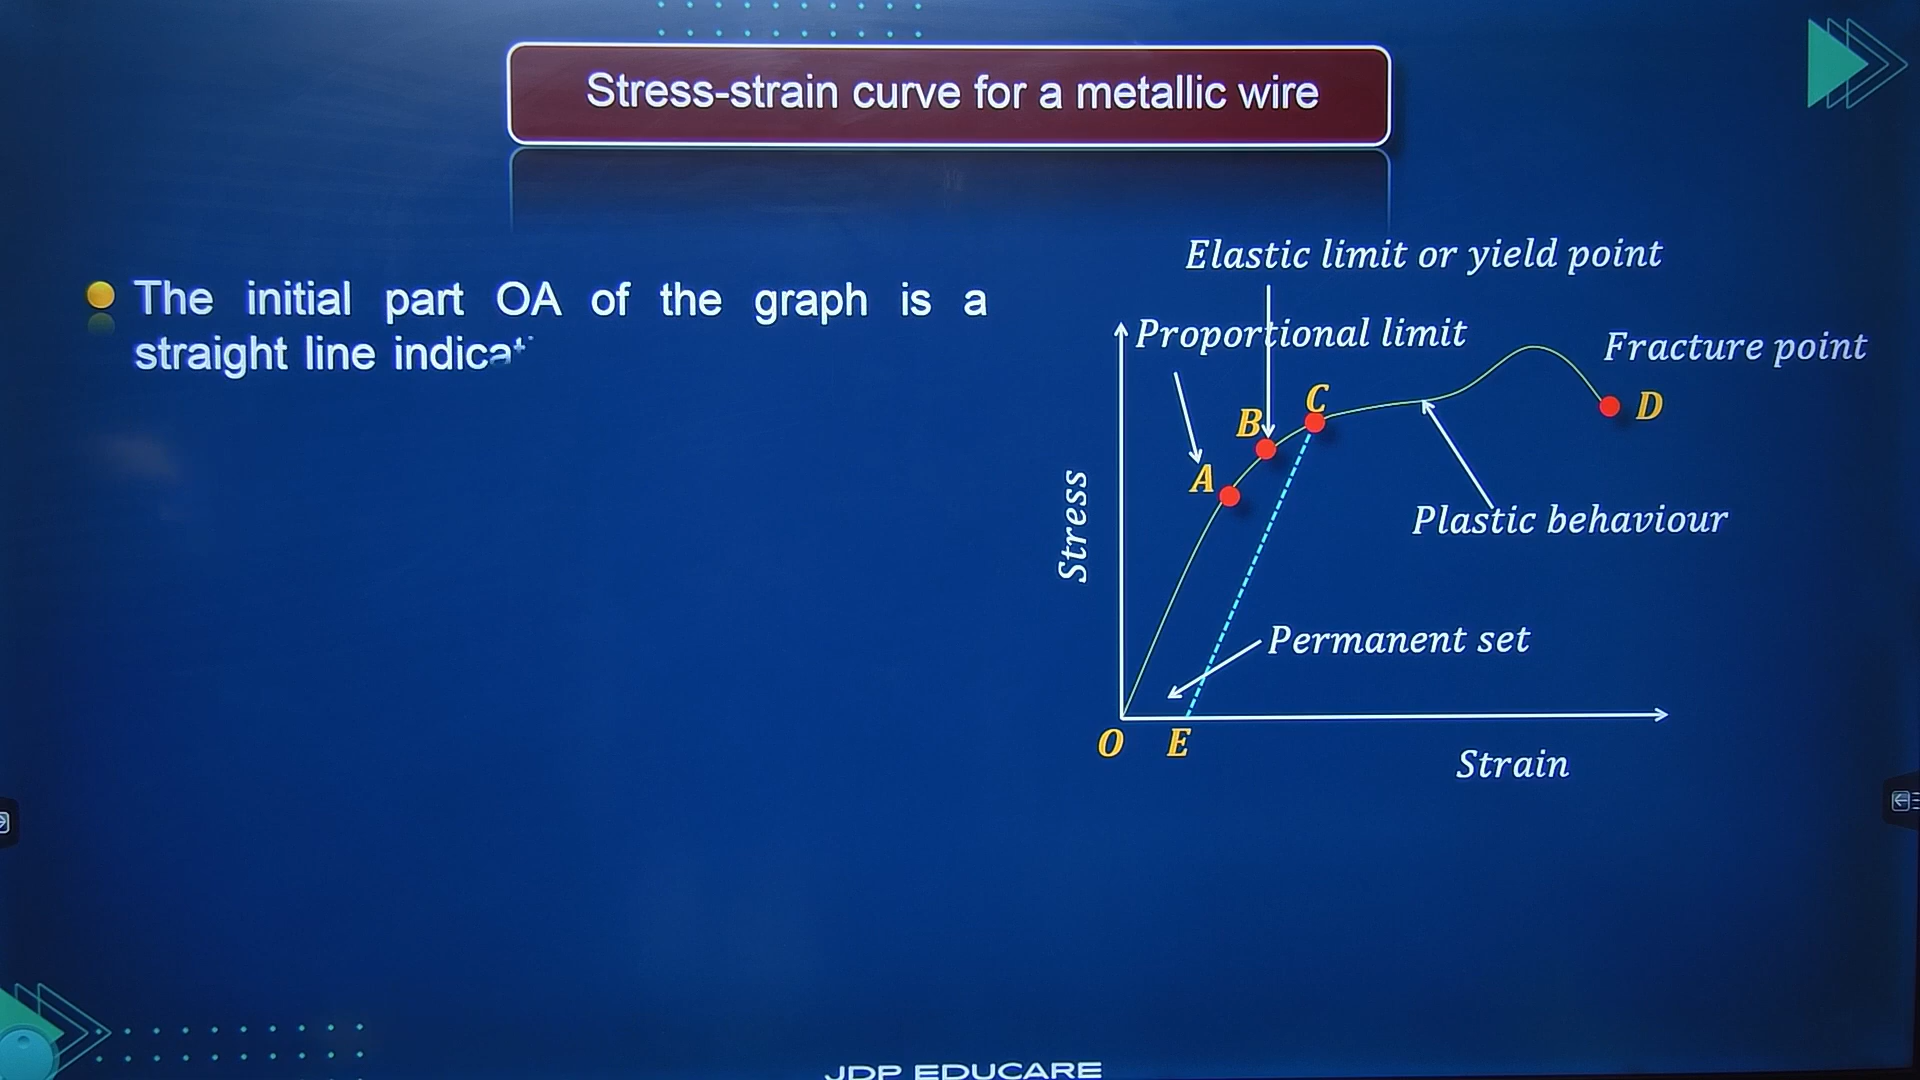 Stress-strain curve for a metallic wire
The initial part OA of the graph is a
straight line
Elastic limit or yield point
Proportional limit
Fracture point
C
B
D
A
Stress
Plastic behaviour
Permanent set
O
E
Strain
JDP EDUCARE